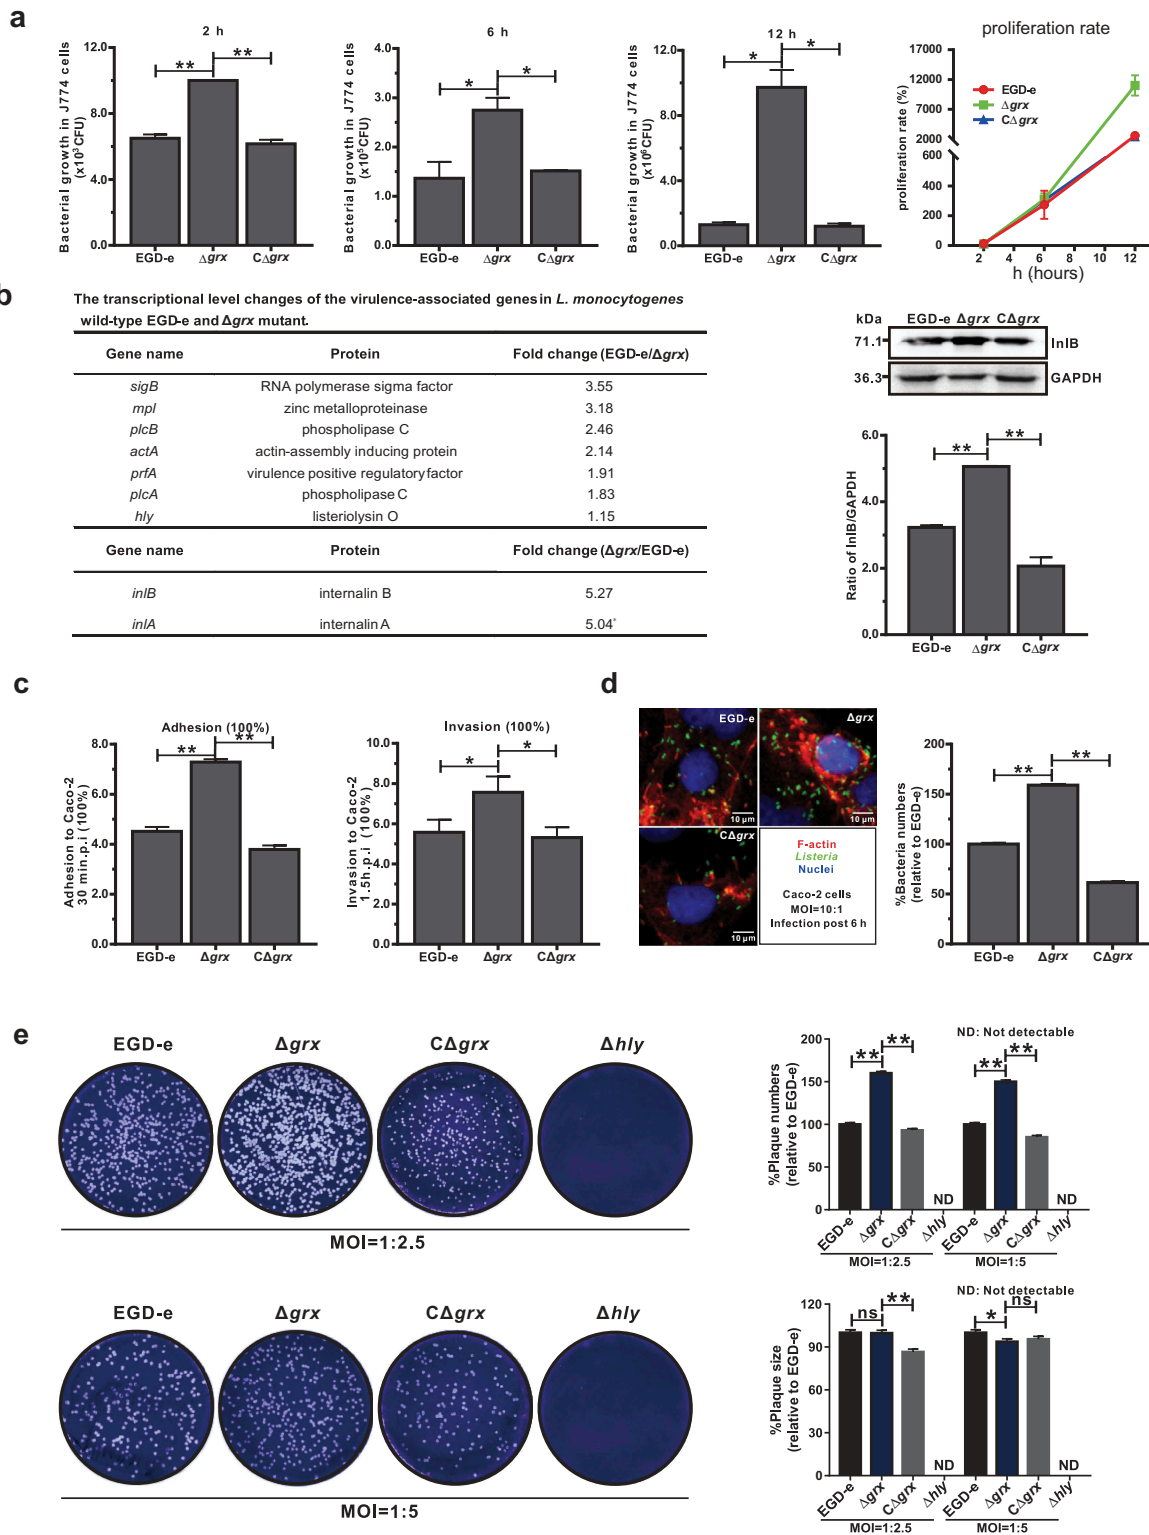 a
2 h
Bacterial growth in J774 cells
(x10³CFU)
12.0
8.0
4.0
0.0
**
**
EGD-e
Δgrx
CΔgrx
6 h
Bacterial growth in J774 cells
(x10⁵CFU)
4.0
3.0
2.0
1.0
0.0
*
*
EGD-e
Δgrx
CΔgrx
12 h
Bacterial growth in J774 cells
(x10⁶CFU)
12.0
8.0
4.0
0.0
*
*
EGD-e
Δgrx
CΔgrx
proliferation rate
proliferation rate (%)
17000
12000
7000
2000
600
400
200
0
EGD-e
Δgrx
CΔgrx
2 4 6 8 10 12
h (hours)
b
The transcriptional level changes of the virulence-associated genes in L. monocytogenes
wild-type EGD-e and Δgrx mutant.
Gene name Protein Fold change (EGD-e/Δgrx)
sigB RNA polymerase sigma factor 3.55
mpl zinc metalloproteinase 3.18
plcB phospholipase C 2.46
actA actin-assembly inducing protein 2.14
prfA virulence positive regulatory factor 1.91
plcA phospholipase C 1.83
hly listeriolysin O 1.15
Gene name Protein Fold change (Δgrx/EGD-e)
inlB internalin B 5.27
inlA internalin A 5.04*
kDa EGD-e Δgrx CΔgrx
71.1 InlB
36.3 GAPDH
Ratio of InlB/GAPDH
6.0
4.0
2.0
0.0
**
**
EGD-e
Δgrx
CΔgrx
c
Adhesion (100%)
Adhesion to Caco-2
30 min.p.i (100%)
8.0
6.0
4.0
2.0
0.0
**
**
EGD-e
Δgrx
CΔgrx
Invasion (100%)
Invasion to Caco-2
1.5h.p.i (100%)
10.0
8.0
6.0
4.0
2.0
0.0
*
*
EGD-e
Δgrx
CΔgrx
d
EGD-e
10 μm
Δgrx
10 μm
CΔgrx
10 μm
F-actin
Listeria
Nuclei
Caco-2 cells
MOI=10:1
Infection post 6 h
%Bacteria numbers
(relative to EGD-e)
200
150
100
50
0
**
**
EGD-e
Δgrx
CΔgrx
e
EGD-e Δgrx CΔgrx Δhly
MOI=1:2.5
EGD-e Δgrx CΔgrx Δhly
MOI=1:5
ND: Not detectable
%Plaque numbers
(relative to EGD-e)
200
150
100
50
0
**
**
ND
**
**
ND
EGD-e Δgrx CΔgrx Δhly EGD-e Δgrx CΔgrx Δhly
MOI=1:2.5 MOI=1:5
ND: Not detectable
%Plaque size
(relative to EGD-e)
120
90
60
30
0
ns
**
ND
*
ns
ND
EGD-e Δgrx CΔgrx Δhly EGD-e Δgrx CΔgrx Δhly
MOI=1:2.5 MOI=1:5